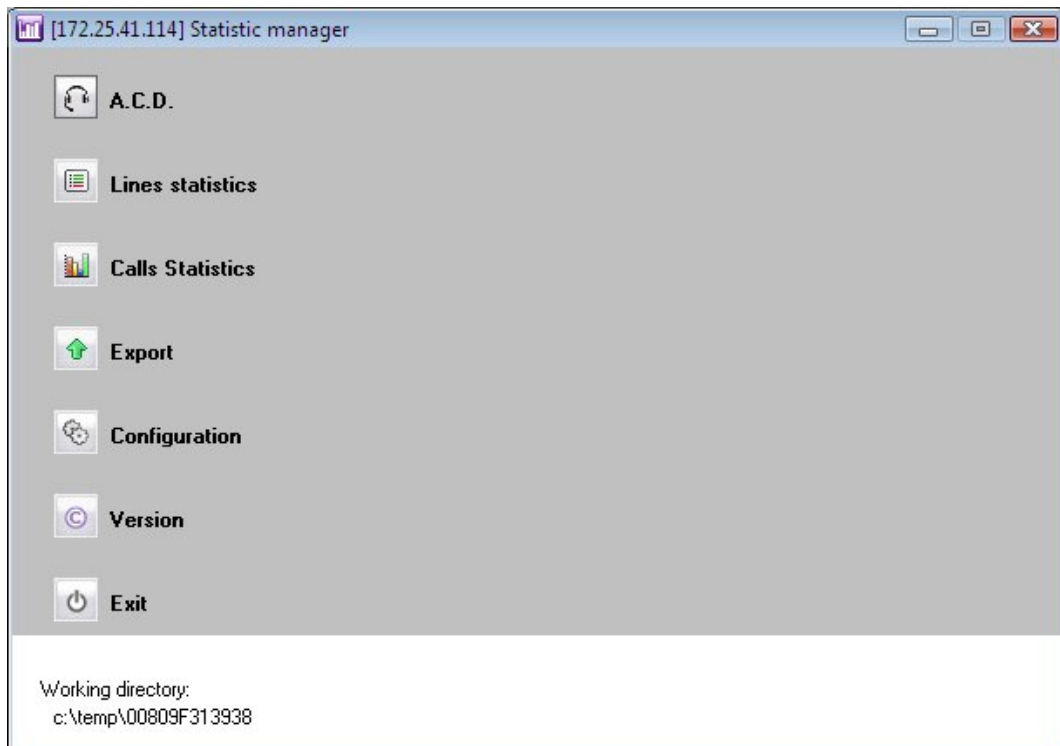 [172.25.41.114] Statistic manager
A.C.D.
Lines statistics
Calls Statistics
Export
Configuration
Version
Exit
Working directory:
c:\temp\00809F313938